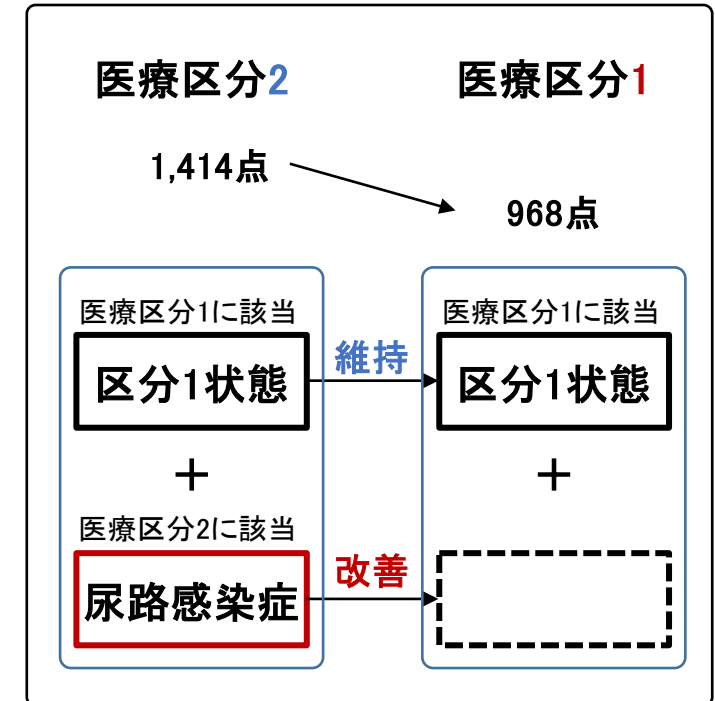 医療区分2
医療区分1
1,414点
968点
医療区分1に該当
区分1状態
維持
医療区分1に該当
区分1状態
＋
＋
医療区分2に該当
尿路感染症
改善